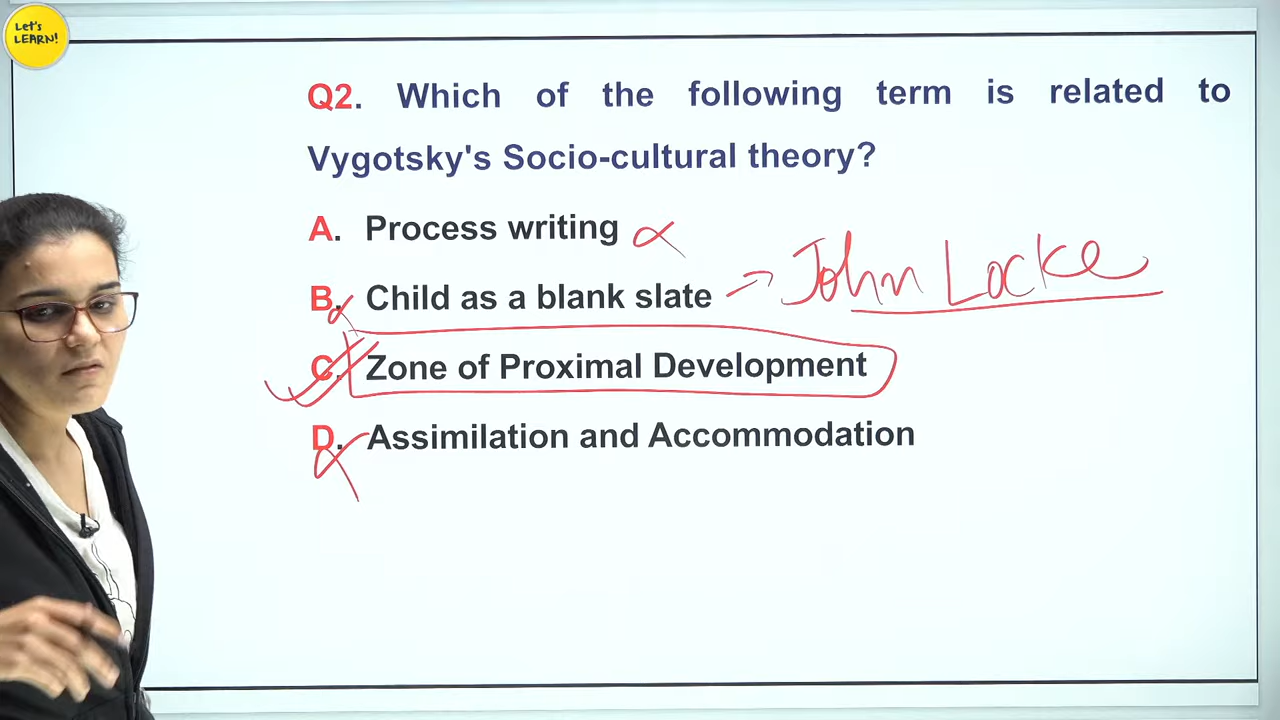 Let's
LEARN!
Q2. Which of the following term is related to
Vygotsky's Socio-cultural theory?
A. Process writing
B. Child as a blank slate → John Locke
C. Zone of Proximal Development
D. Assimilation and Accommodation